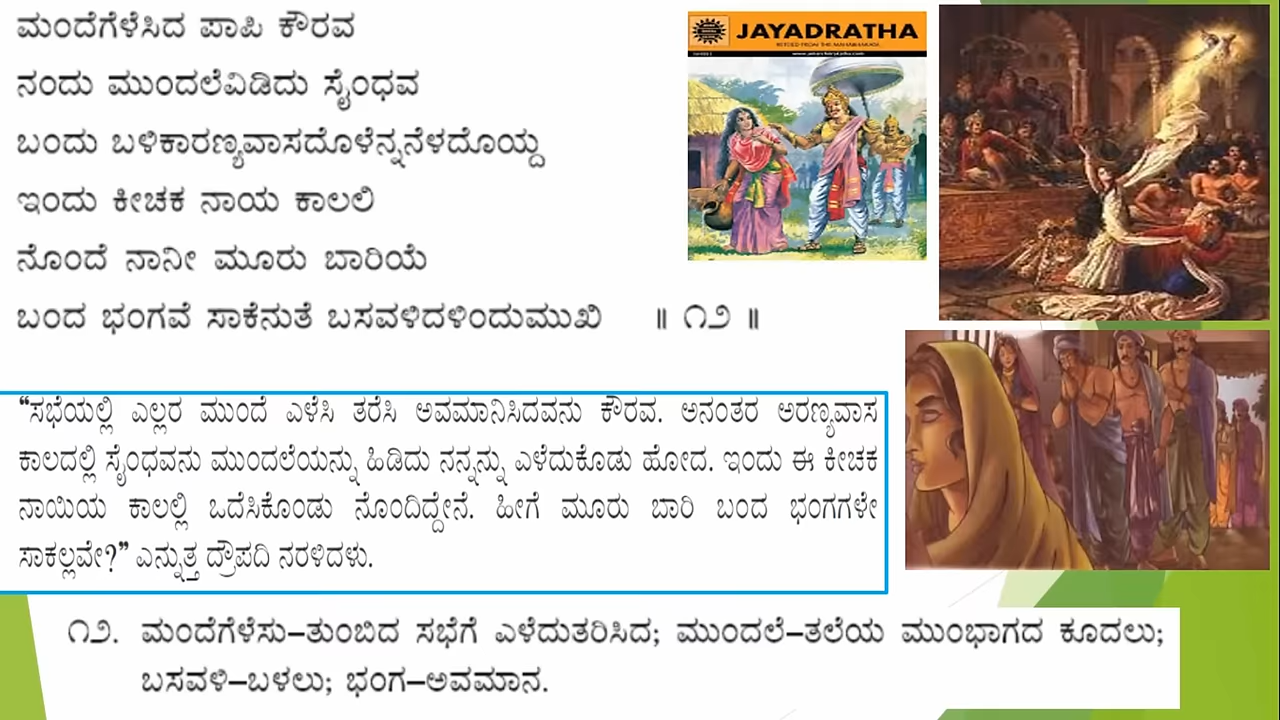 ಮಂದೆಗೆಳೆಸಿದ ಪಾಪಿ ಕೌರವ
ನಂದು ಮುಂದಲೆವಿಡಿದು ಸೈಂಧವ
ಬಂದು ಬಳಿಕಾರಣ್ಯವಾಸದೊಳೆನ್ನನೆಳದೊಯ್ದ
ಇಂದು ಕೀಚಕ ನಾಯ ಕಾಲಲಿ
ನೊಂದೆ ನಾನೀ ಮೂರು ಬಾರಿಯೆ
ಬಂದ ಭಂಗವೆ ಸಾಕೆನುತೆ ಬಸವಳಿದಳಿಂದುಮುಖಿ ॥ ೧೨ ॥
JAYADRATHA
"ಸಭೆಯಲ್ಲಿ ಎಲ್ಲರ ಮುಂದೆ ಎಳೆಸಿ ತರೆಸಿ ಅವಮಾನಿಸಿದವನು ಕೌರವ. ಅನಂತರ ಅರಣ್ಯವಾಸ
ಕಾಲದಲ್ಲಿ ಸೈಂಧವನು ಮುಂದಲೆಯನ್ನು ಹಿಡಿದು ನನ್ನನ್ನು ಎಳೆದುಕೊಡು ಹೋದ. ಇಂದು ಈ ಕೀಚಕ
ನಾಯಿಯ ಕಾಲಲ್ಲಿ ಒದೆಸಿಕೊಂಡು ನೊಂದಿದ್ದೇನೆ. ಹೀಗೆ ಮೂರು ಬಾರಿ ಬಂದ ಭಂಗಗಳೇ
ಸಾಕಲ್ಲವೇ?" ಎನ್ನುತ್ತ ದ್ರೌಪದಿ ನರಳಿದಳು.
೧೨. ಮಂದೆಗೆಳೆಸು–ತುಂಬಿದ ಸಭೆಗೆ ಎಳೆದುತರಿಸಿದ; ಮುಂದಲೆ–ತಲೆಯ ಮುಂಭಾಗದ ಕೂದಲು;
ಬಸವಳಿ–ಬಳಲು; ಭಂಗ–ಅವಮಾನ.